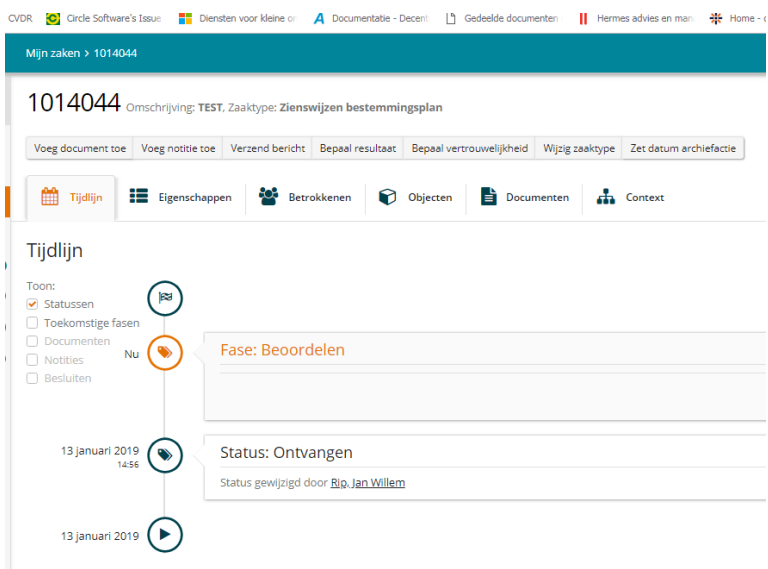 CVDR Circle Software's Issue Diensten voor kleine or Documentatie - Decent Gedeelde documenten Hermes advies en man Home - d
Mijn zaken > 1014044
1014044 Omschrijving: TEST, Zaaktype: Zienswijzen bestemmingsplan
Voeg document toe Voeg notitie toe Verzend bericht Bepaal resultaat Bepaal vertrouwelijkheid Wijzig zaaktype Zet datum archiefactie
Tijdlijn Eigenschappen Betrokkenen Objecten Documenten Context
Tijdlijn
Toon:
Statussen
Toekomstige fasen
Documenten
Notities
Besluiten
Nu
Fase: Beoordelen
13 januari 2019
14:56
Status: Ontvangen
Status gewijzigd door Rip, Jan Willem
13 januari 2019